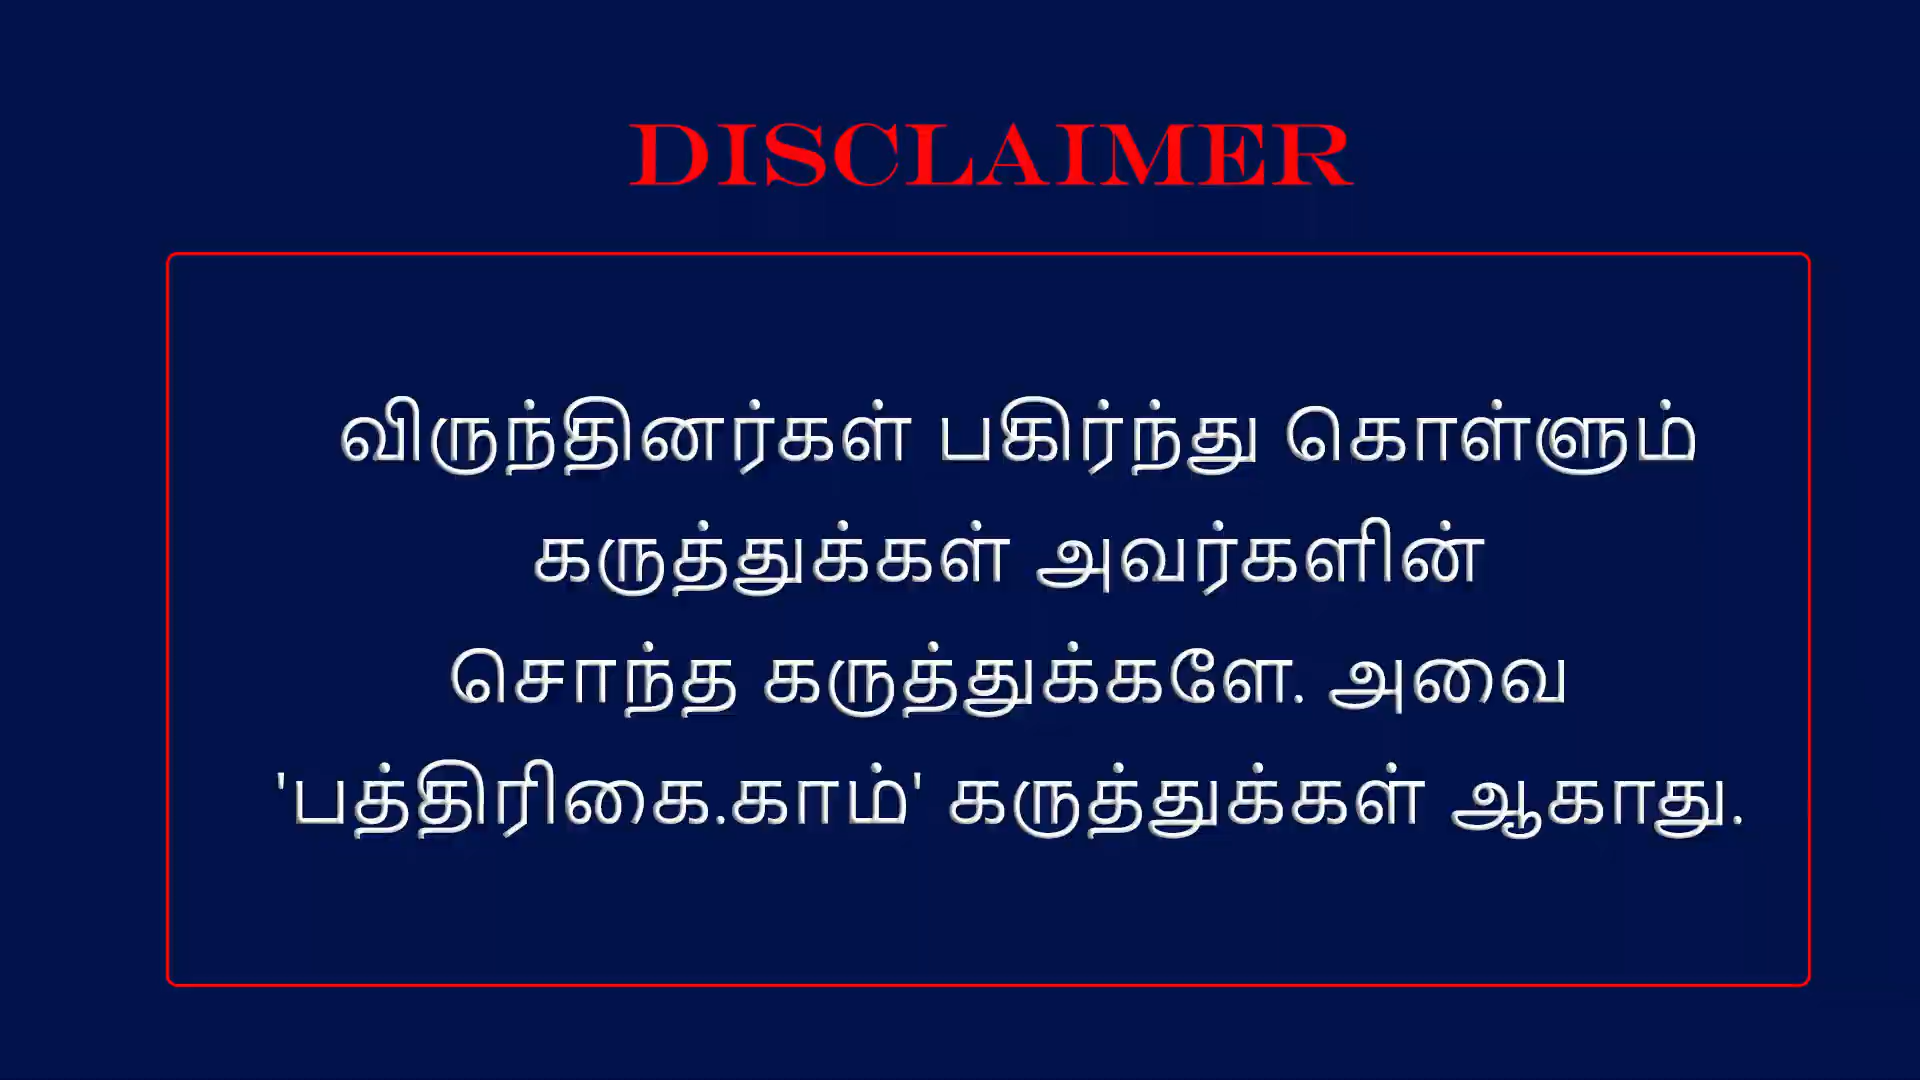 DISCLAIMER
விருந்தினர்கள் பகிர்ந்து கொள்ளும்
கருத்துக்கள் அவர்களின்
சொந்த கருத்துக்களே. அவை
'பத்திரிகை.காம்' கருத்துக்கள் ஆகாது.